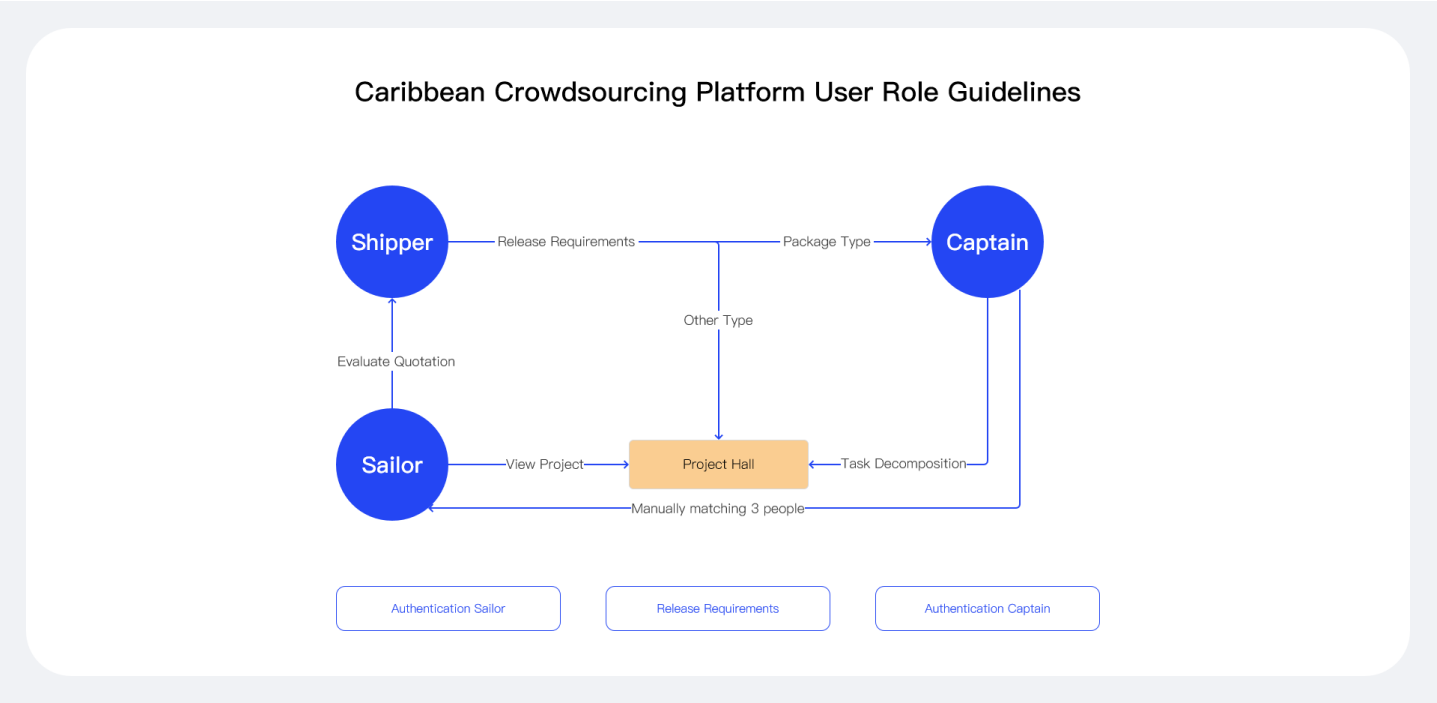 Caribbean Crowdsourcing Platform User Role Guidelines
Shipper
Release Requirements
Package Type
Captain
Other Type
Evaluate Quotation
Sailor
View Project
Project Hall
Task Decomposition
Manually matching 3 people
Authentication Sailor
Release Requirements
Authentication Captain